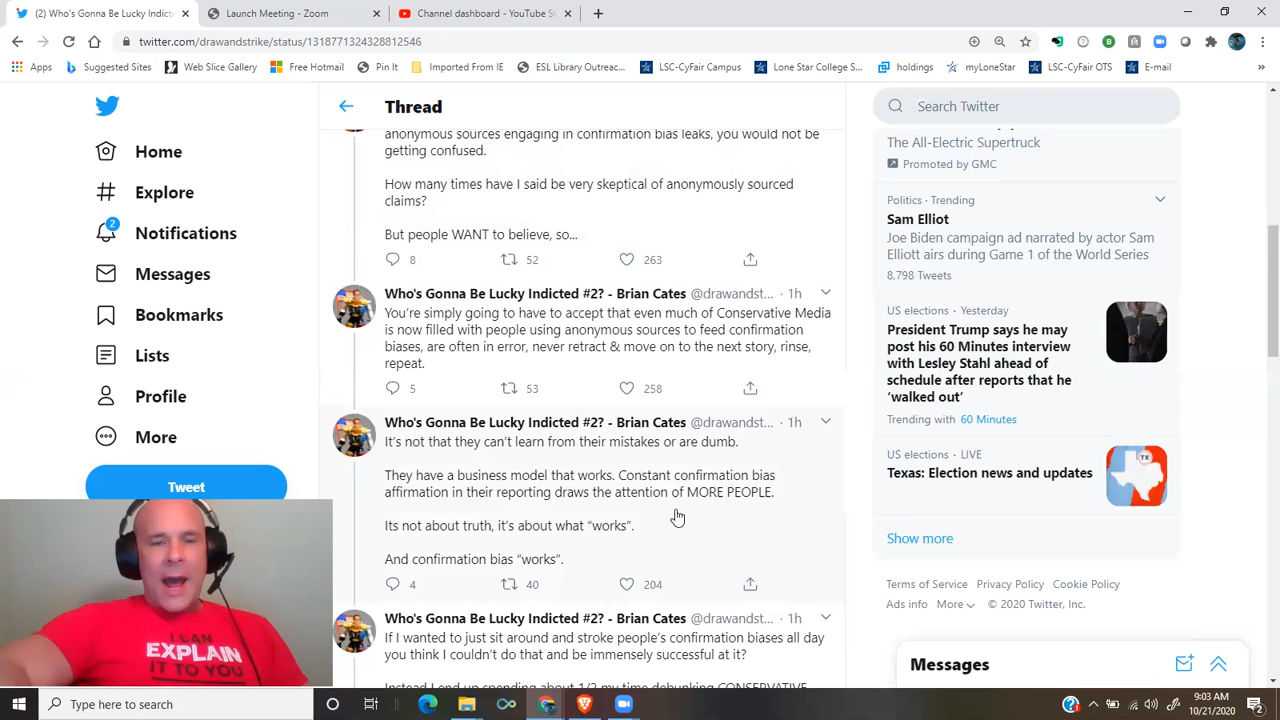 (2) Who's Gonna Be Lucky Indicte
Launch Meeting - Zoom
Channel dashboard - YouTube St
twitter.com/drawandstrike/status/1318771324328812546
Apps
Suggested Sites
Web Slice Gallery
Free Hotmail
Pin It
Imported From IE
ESL Library Outreac...
LSC-CyFair Campus
Lone Star College S...
holdings
myLoneStar
LSC-CyFair OTS
E-mail
»
Home
Explore
2
Notifications
Messages
Bookmarks
Lists
Profile
More
Tweet
Thread
anonymous sources engaging in confirmation bias leaks, you would not be
getting confused.
How many times have I said be very skeptical of anonymously sourced
claims?
But people WANT to believe, so...
8 52 263
Who's Gonna Be Lucky Indicted #2? - Brian Cates @drawandst... · 1h
You're simply going to have to accept that even much of Conservative Media
is now filled with people using anonymous sources to feed confirmation
biases, are often in error, never retract & move on to the next story, rinse,
repeat.
5 53 258
Who's Gonna Be Lucky Indicted #2? - Brian Cates @drawandst... · 1h
It's not that they can't learn from their mistakes or are dumb.
They have a business model that works. Constant confirmation bias
affirmation in their reporting draws the attention of MORE PEOPLE.
Its not about truth, it's about what “works”.
And confirmation bias “works”.
4 40 204
Who's Gonna Be Lucky Indicted #2? - Brian Cates @drawandst... · 1h
If I wanted to just sit around and stroke people's confirmation biases all day
you think I couldn't do that and be immensely successful at it?
Instead I end up spending about 1/2 my time debunking CONSERVATIVE
Search Twitter
The All-Electric Supertruck
Promoted by GMC
Politics · Trending
Sam Elliot
Joe Biden campaign ad narrated by actor Sam
Elliott airs during Game 1 of the World Series
8,798 Tweets
US elections · Yesterday
President Trump says he may
post his 60 Minutes interview
with Lesley Stahl ahead of
schedule after reports that he
‘walked out’
Trending with 60 Minutes
US elections · LIVE
Texas: Election news and updates
TX
Show more
Terms of Service Privacy Policy Cookie Policy
Ads info More © 2020 Twitter, Inc.
Messages
I CAN
EXPLAIN
IT TO YOU
Type here to search
9:03 AM
10/21/2020
2